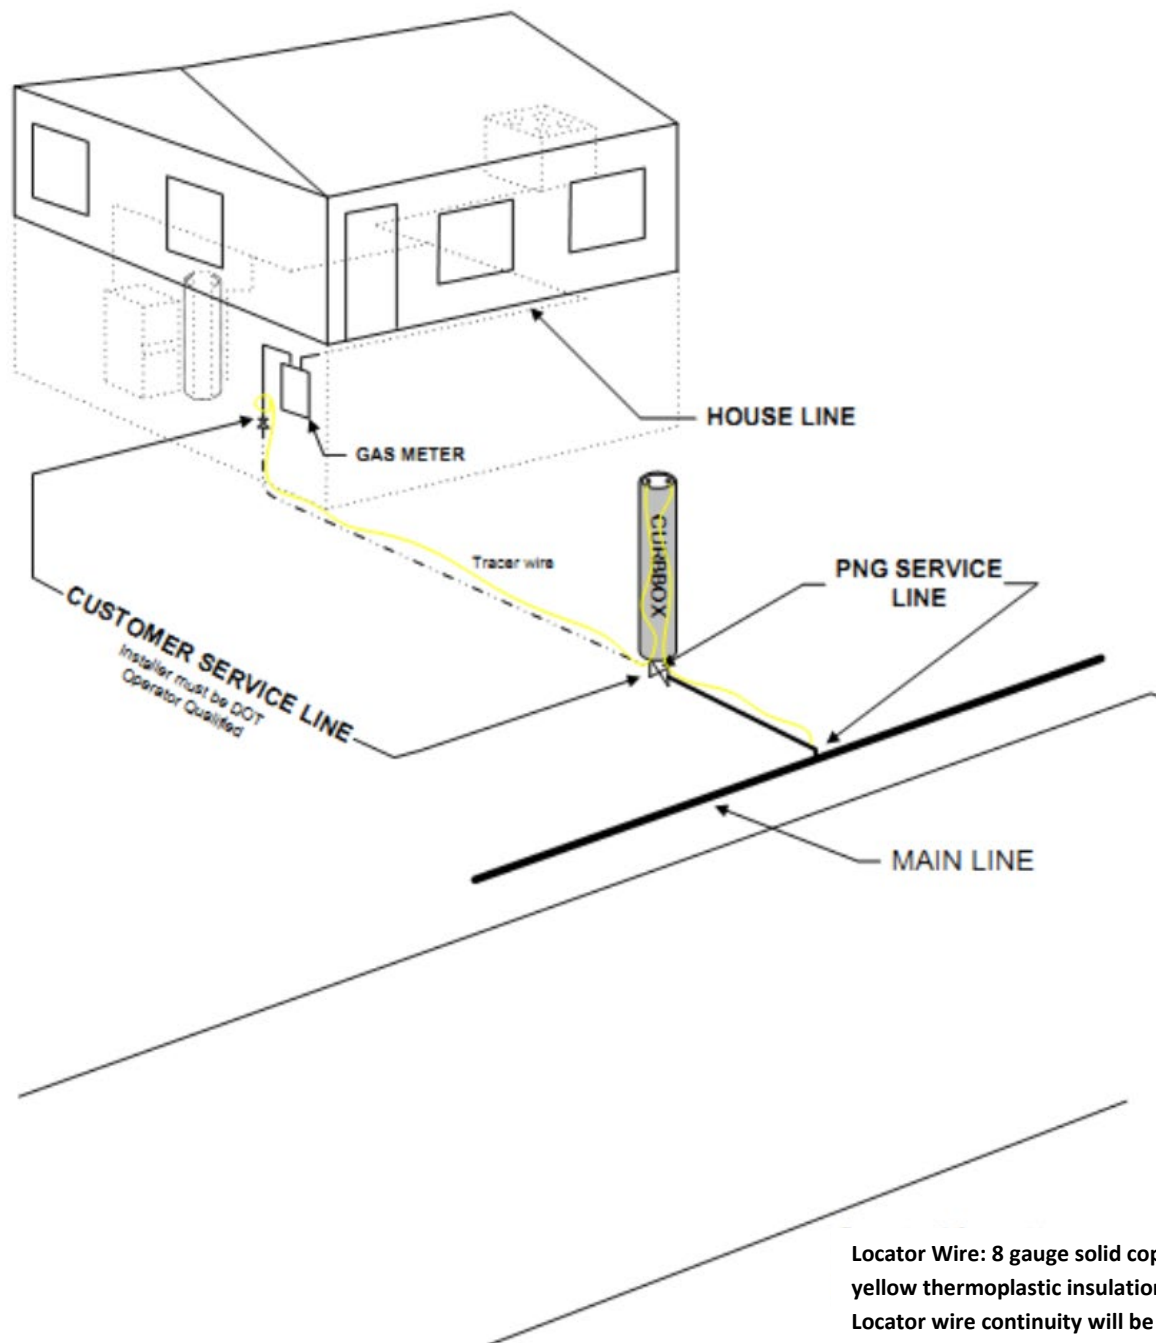 HOUSE LINE
GAS METER
CURBBOX
Tracer wire
PNG SERVICE
LINE
CUSTOMER SERVICE LINE
Installer must be DOT
Operator Qualified
MAIN LINE
Locator Wire: 8 gauge solid cop
yellow thermoplastic insulation
Locator wire continuity will be